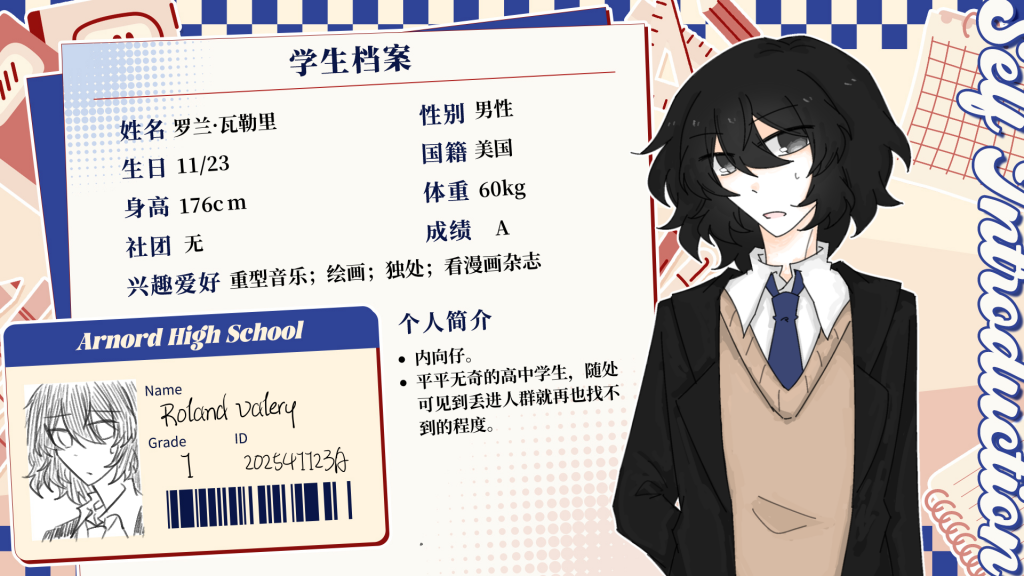 学生档案
姓名 罗兰·瓦勒里
性别 男性
生日 11/23
国籍 美国
身高 176cm
体重 60kg
社团 无
成绩 A
兴趣爱好 重型音乐；绘画；独处；看漫画杂志
Arnord High School
Name
Roland valery
Grade
ID
1
2025471123A
个人简介
内向仔。
平平无奇的高中学生，随处
可见到丢进人群就再也找不
到的程度。
Self Introduction